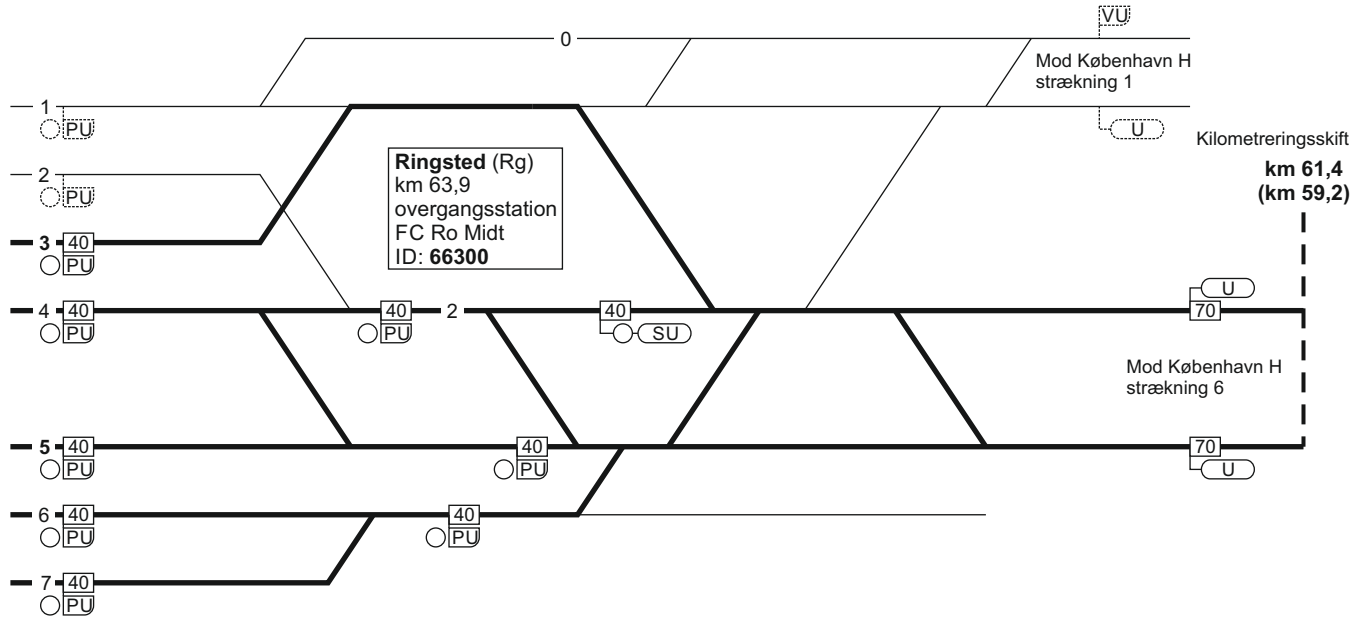 VU
0
Mod København H
strækning 1
1
PU
U
Kilometreringsskift
km 61,4
(km 59,2)
Ringsted (Rg)
km 63,9
overgangsstation
FC Ro Midt
ID: 66300
2
PU
3 40
PU
U
4 40 40 2 40 70
PU PU SU
Mod København H
strækning 6
5 40 40 70
PU PU U
6 40 40
PU PU
7 40
PU